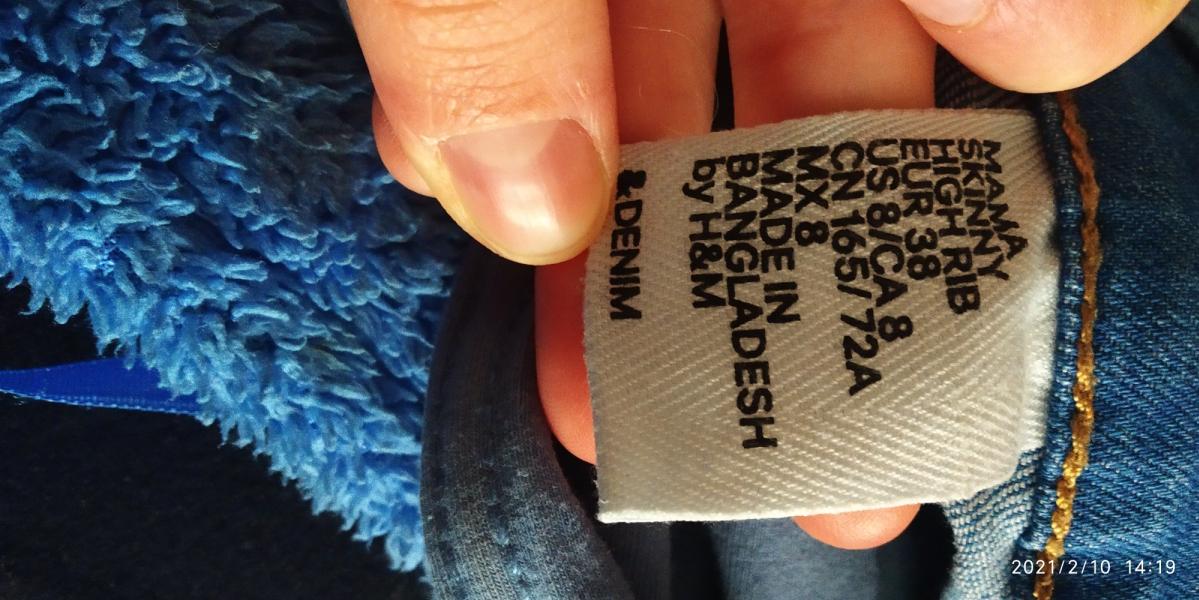 MAMA
SKINNY
HIGH RIB
EUR 38
US 8/CA 8
CN 165/72A
MX 8
MADE IN
BANGLADESH
by H&M
&DENIM
2021/2/10 14:19